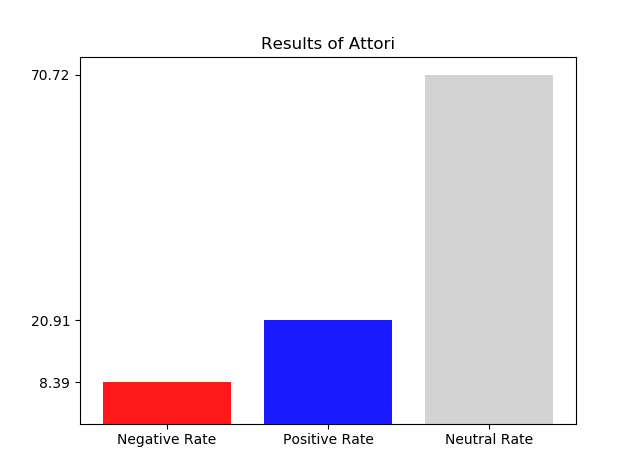 Results of Attori
70.72
20.91
8.39
Negative Rate Positive Rate Neutral Rate